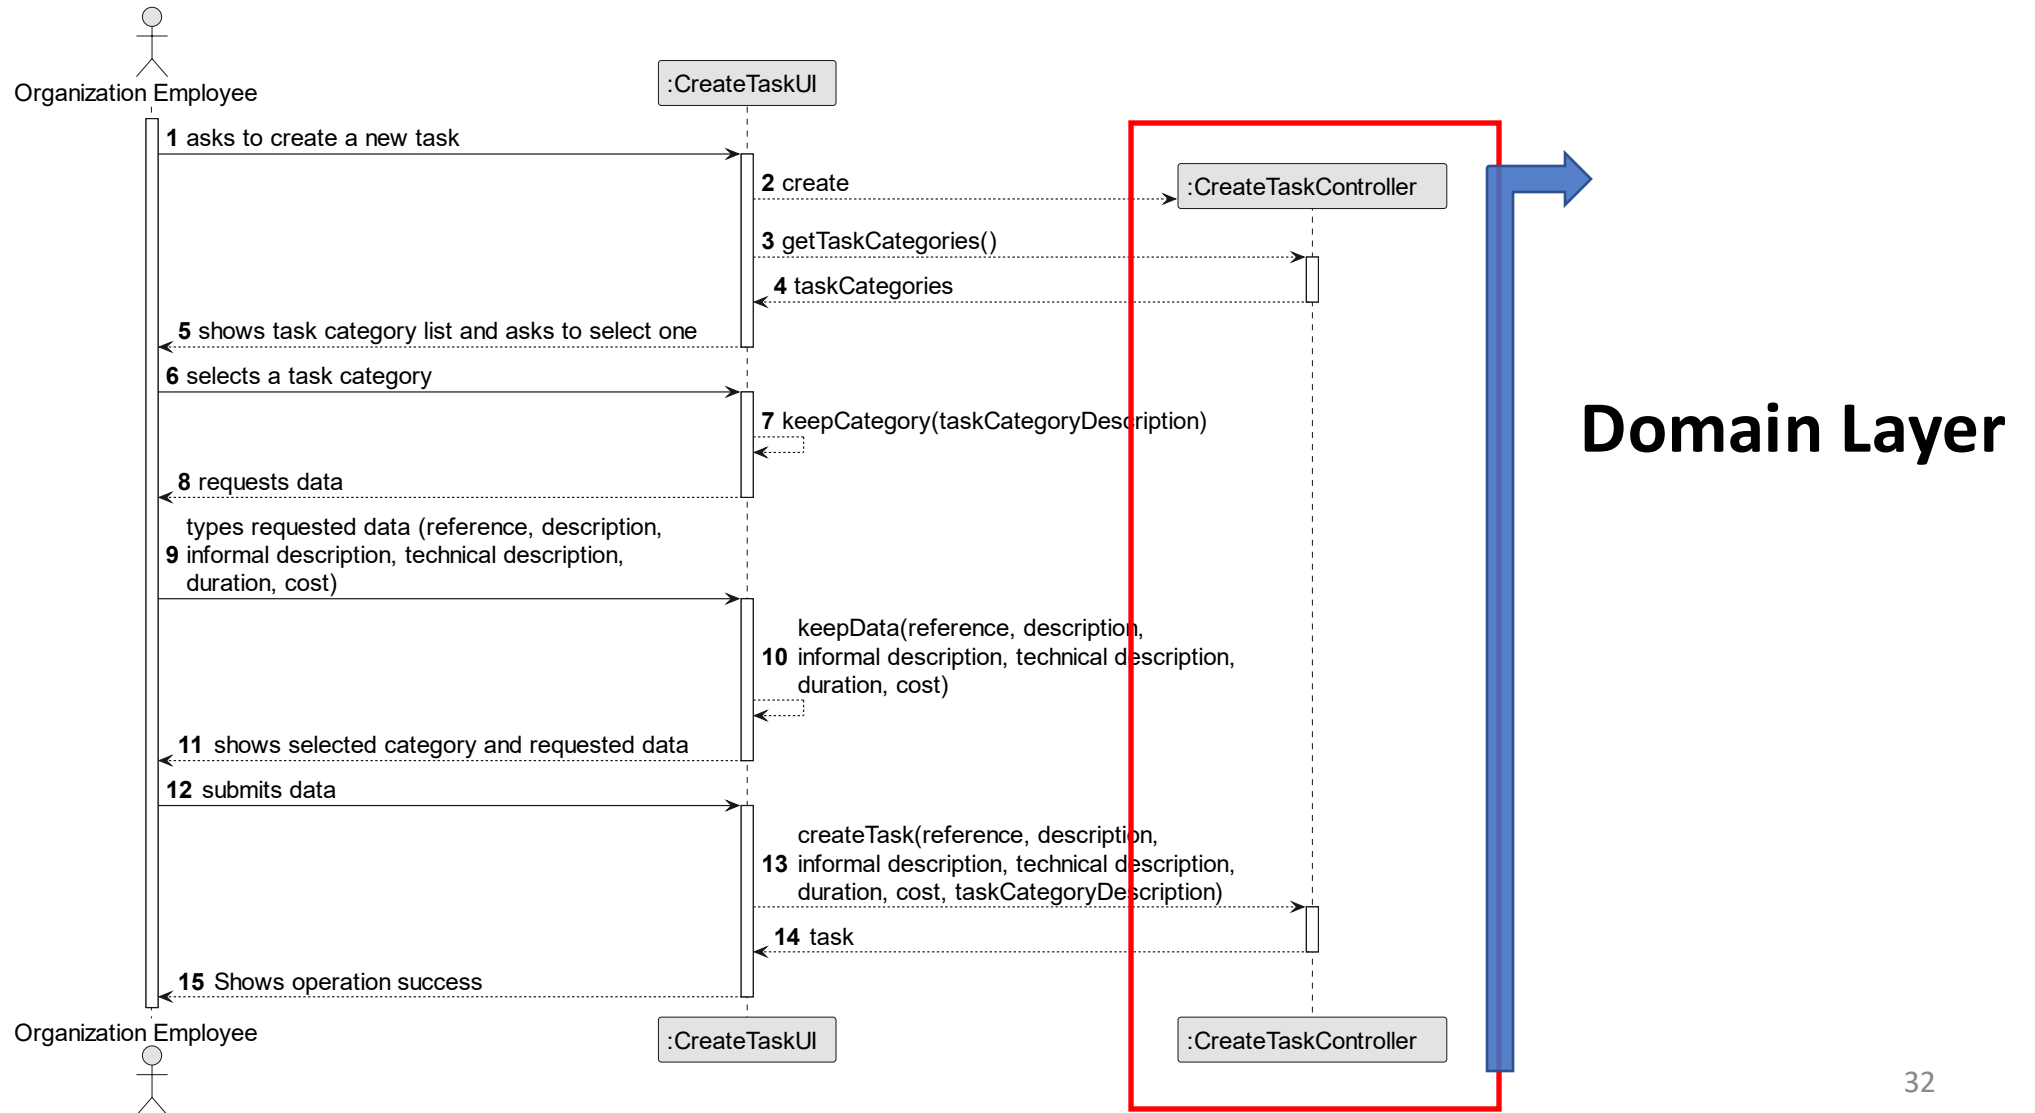 Organization Employee
:CreateTaskUI
1 asks to create a new task
2 create
:CreateTaskController
3 getTaskCategories()
4 taskCategories
5 shows task category list and asks to select one
6 selects a task category
7 keepCategory(taskCategoryDescription)
Domain Layer
8 requests data
types requested data (reference, description,
9 informal description, technical description,
duration, cost)
keepData(reference, description,
10 informal description, technical description,
duration, cost)
11 shows selected category and requested data
12 submits data
createTask(reference, description,
13 informal description, technical description,
duration, cost, taskCategoryDescription)
14 task
15 Shows operation success
Organization Employee
:CreateTaskUI
:CreateTaskController
32